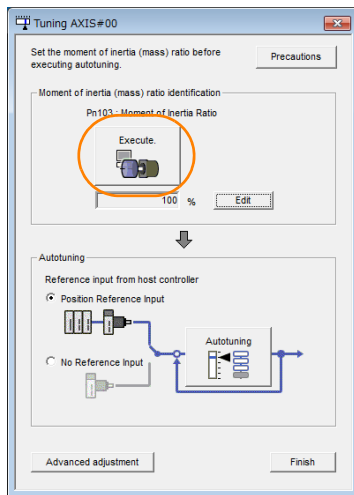 Tuning AXIS#00
Set the moment of inertia (mass) ratio before
executing autotuning.
Precautions
Moment of inertia (mass) ratio identification
Pn103 : Moment of Inertia Ratio
Execute.
100 %
Edit
Autotuning
Reference input from host controller
Position Reference Input
Autotuning
No Reference Input
Advanced adjustment
Finish